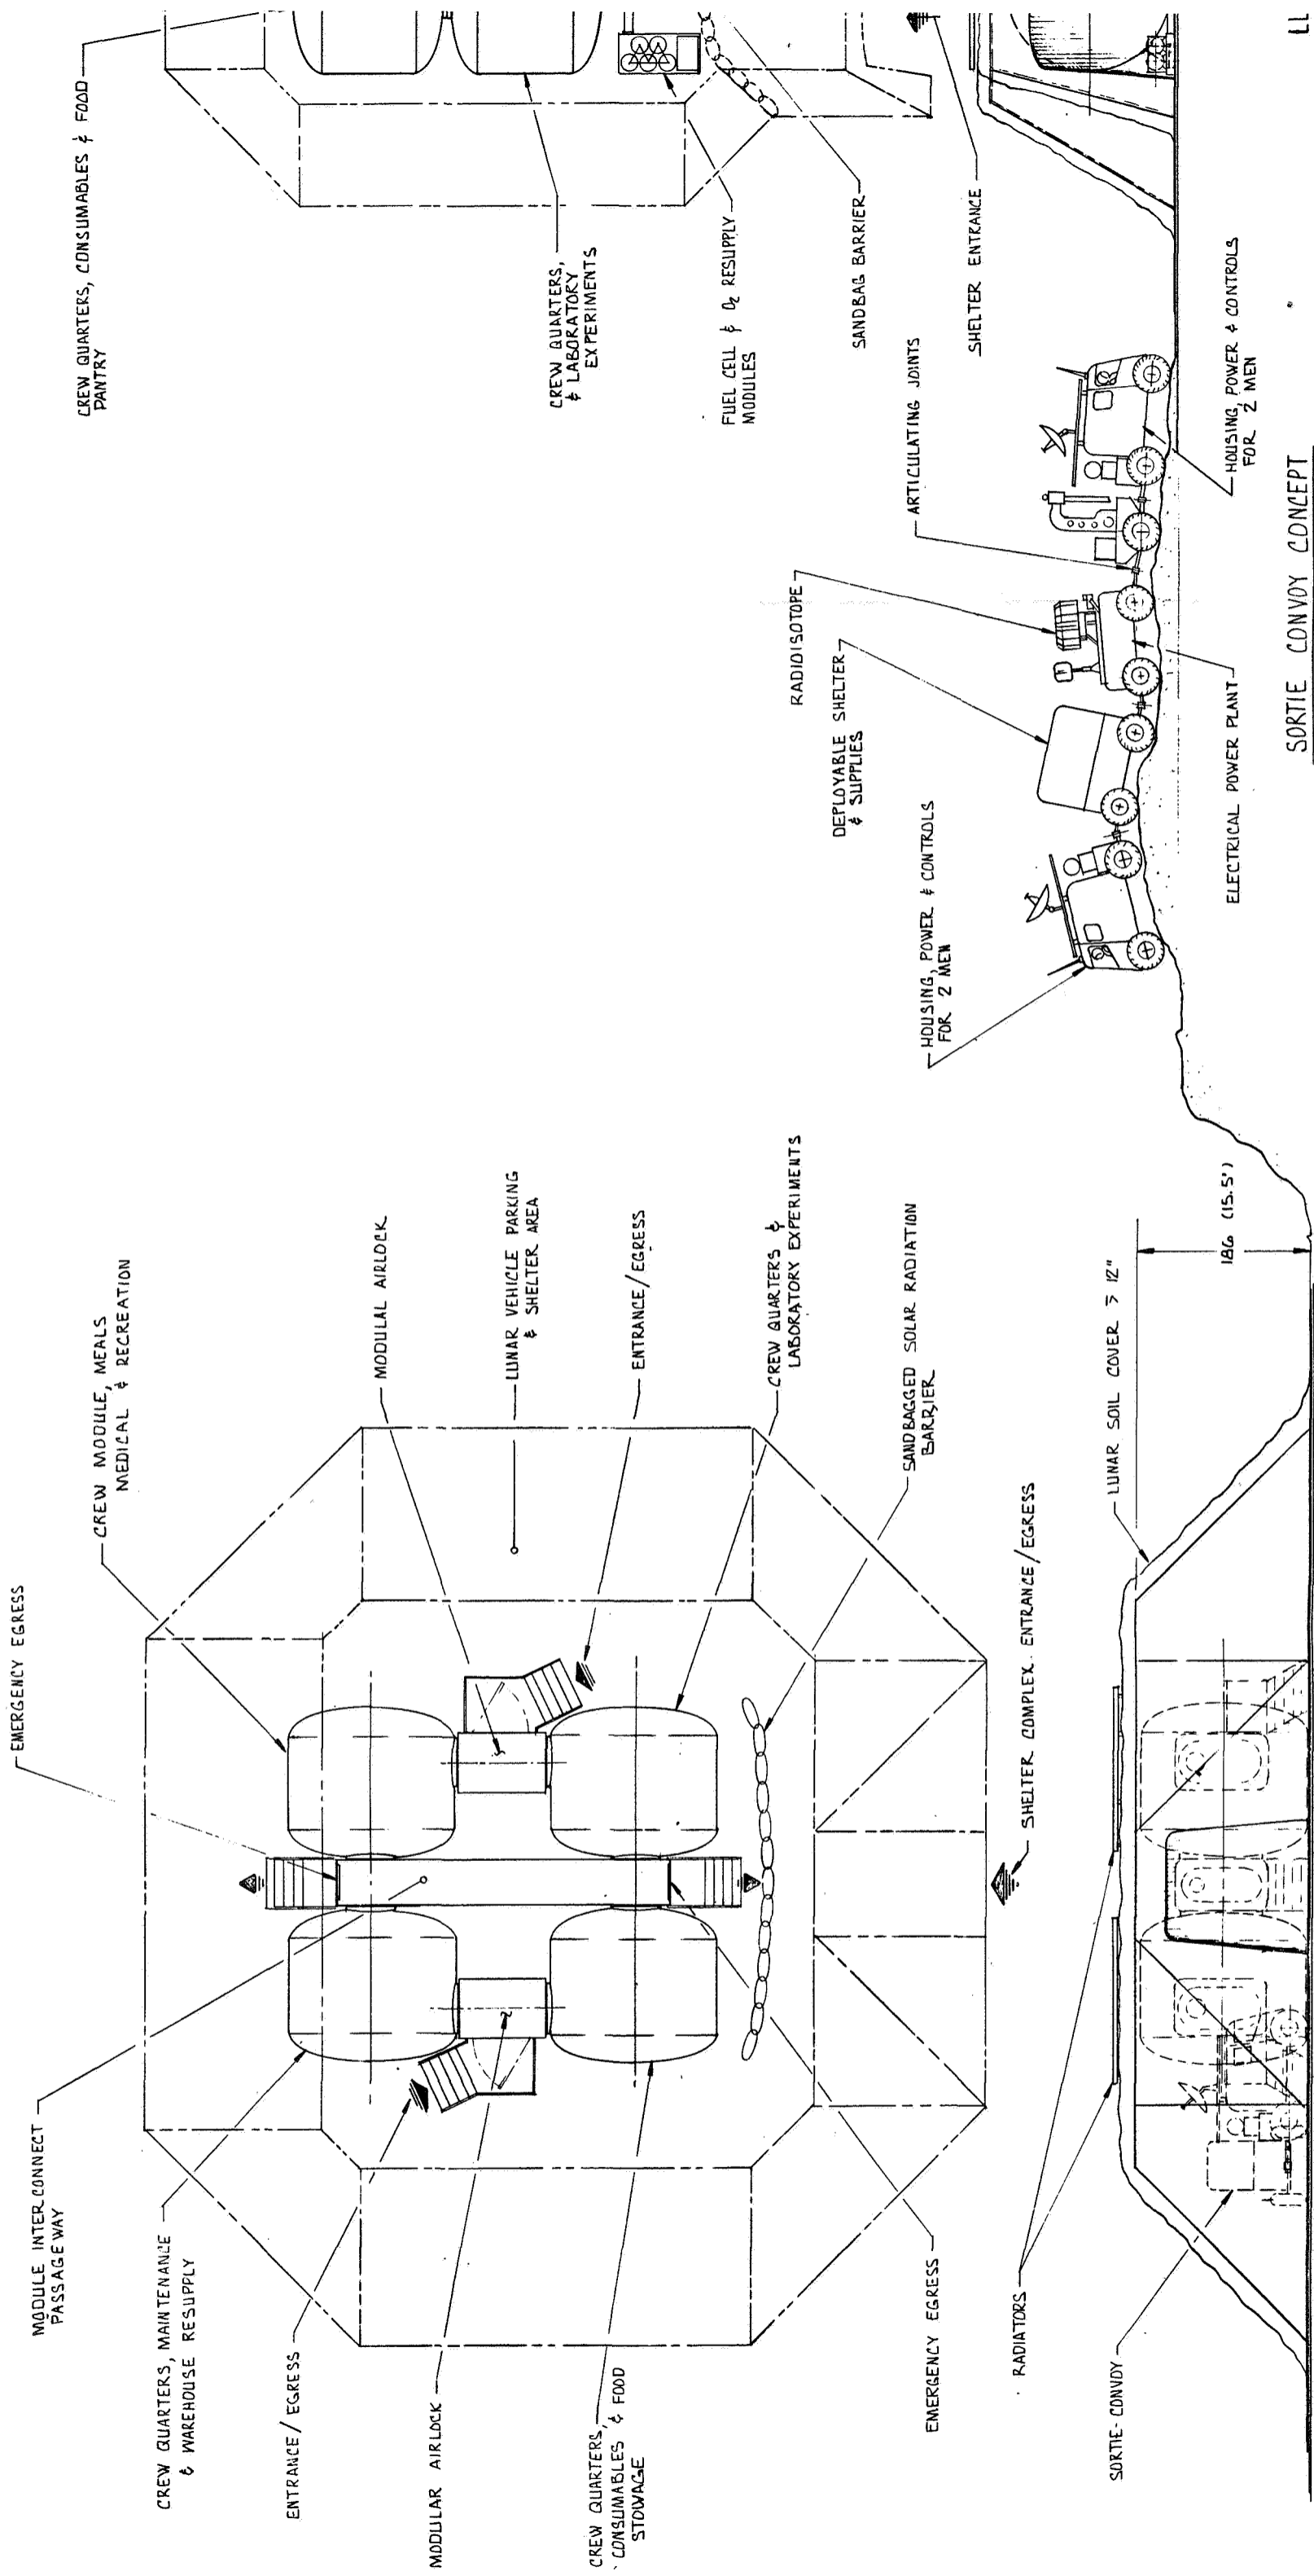 MODULE INTERCONNECT
PASSAGEWAY
EMERGENCY EGRESS
CREW QUARTERS, MAINTENANCE
& WAREHOUSE RESUPPLY
CREW MODULE, MEALS
MEDICAL & RECREATION
CREW QUARTERS, CONSUMABLES & FOOD
PANTRY
ENTRANCE/EGRESS
MODULAL AIRLOCK
MODULAR AIRLOCK
LUNAR VEHICLE PARKING
& SHELTER AREA
CREW QUARTERS,
& LABORATORY
EXPERIMENTS
CREW QUARTERS,
CONSUMABLES & FOOD
STOWAGE
ENTRANCE/EGRESS
FUEL CELL & O2 RESUPPLY
MODULES
CREW QUARTERS &
LABORATORY EXPERIMENTS
RADIOISOTOPE
DEPLOYABLE SHELTER
& SUPPLIES
SANDBAG BARRIER
EMERGENCY EGRESS
SANDBAGGED SOLAR RADIATION
BARRIER
HOUSING, POWER & CONTROLS
FOR 2 MEN
ARTICULATING JOINTS
SHELTER ENTRANCE
RADIATORS
SHELTER COMPLEX ENTRANCE/EGRESS
SORTIE-CONVOY
LUNAR SOIL COVER ≥ 12"
186 (15.5')
ELECTRICAL POWER PLANT
HOUSING, POWER & CONTROLS
FOR 2 MEN
SORTIE CONVOY CONCEPT